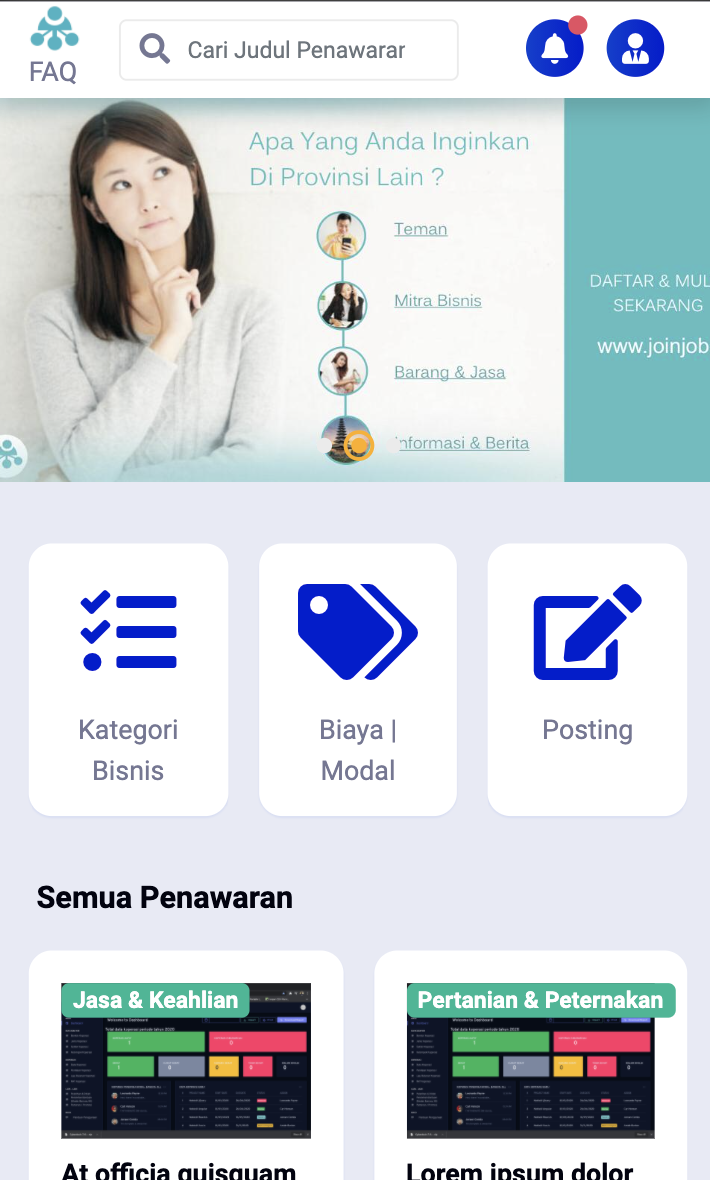 FAQ
Cari Judul Penawarar
Apa Yang Anda Inginkan
Di Provinsi Lain ?
Teman
Mitra Bisnis
Barang & Jasa
Informasi & Berita
DAFTAR & MUL
SEKARANG
www.joinjob
Kategori
Bisnis
Biaya |
Modal
Posting
Semua Penawaran
Jasa & Keahlian
Pertanian & Peternakan
At officia quisquam
Lorem ipsum dolor